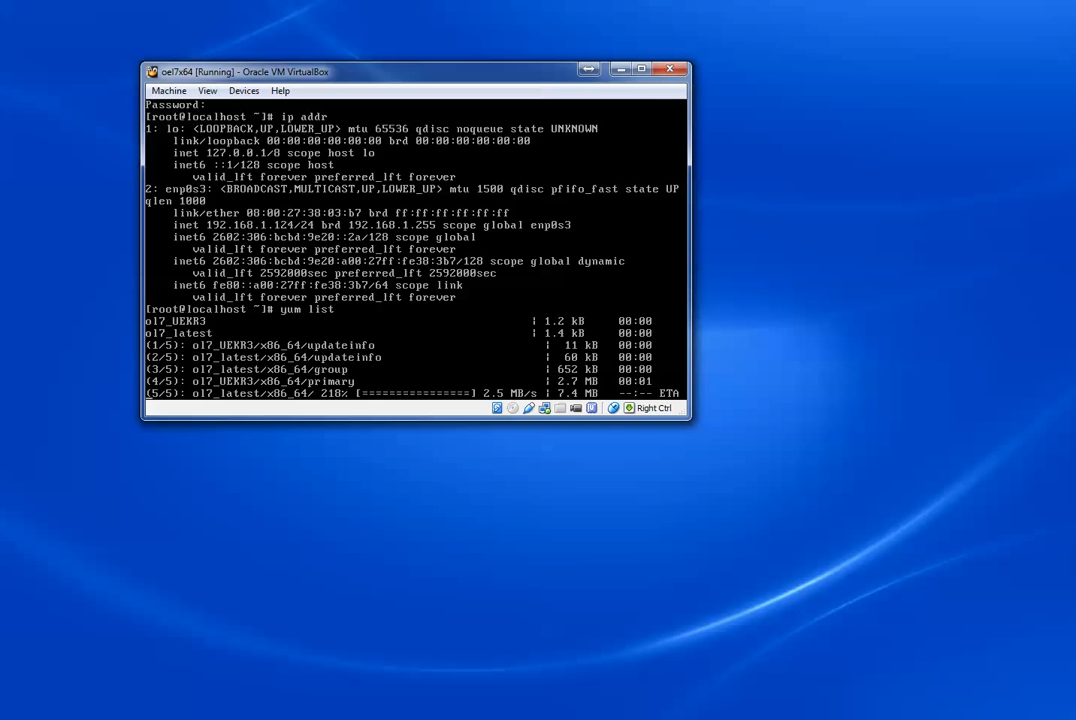 oel7x64 [Running] - Oracle VM VirtualBox
Machine View Devices Help
Password:
[root@localhost ~]# ip addr
1: lo: <LOOPBACK,UP,LOWER_UP> mtu 65536 qdisc noqueue state UNKNOWN
link/loopback 00:00:00:00:00:00 brd 00:00:00:00:00:00
inet 127.0.0.1/8 scope host lo
inet6 ::1/128 scope host
valid_lft forever preferred_lft forever
2: enp0s3: <BROADCAST,MULTICAST,UP,LOWER_UP> mtu 1500 qdisc pfifo_fast state UP
qlen 1000
link/ether 08:00:27:38:03:b7 brd ff:ff:ff:ff:ff:ff
inet 192.168.1.124/24 brd 192.168.1.255 scope global enp0s3
inet6 2602:306:bcbd:9e20::2a/128 scope global
valid_lft forever preferred_lft forever
inet6 2602:306:bcbd:9e20:a00:27ff:fe38:3b7/128 scope global dynamic
valid_lft 2592000sec preferred_lft 2592000sec
inet6 fe80::a00:27ff:fe38:3b7/64 scope link
valid_lft forever preferred_lft forever
[root@localhost ~]# yum list
ol7_UEKR3 | 1.2 kB 00:00
ol7_latest | 1.4 kB 00:00
(1/5): ol7_UEKR3/x86_64/updateinfo | 11 kB 00:00
(2/5): ol7_latest/x86_64/updateinfo | 60 kB 00:00
(3/5): ol7_latest/x86_64/group | 652 kB 00:00
(4/5): ol7_UEKR3/x86_64/primary | 2.7 MB 00:01
(5/5): ol7_latest/x86_64/ 218% [================] 2.5 MB/s | 7.4 MB --:-- ETA
Right Ctrl